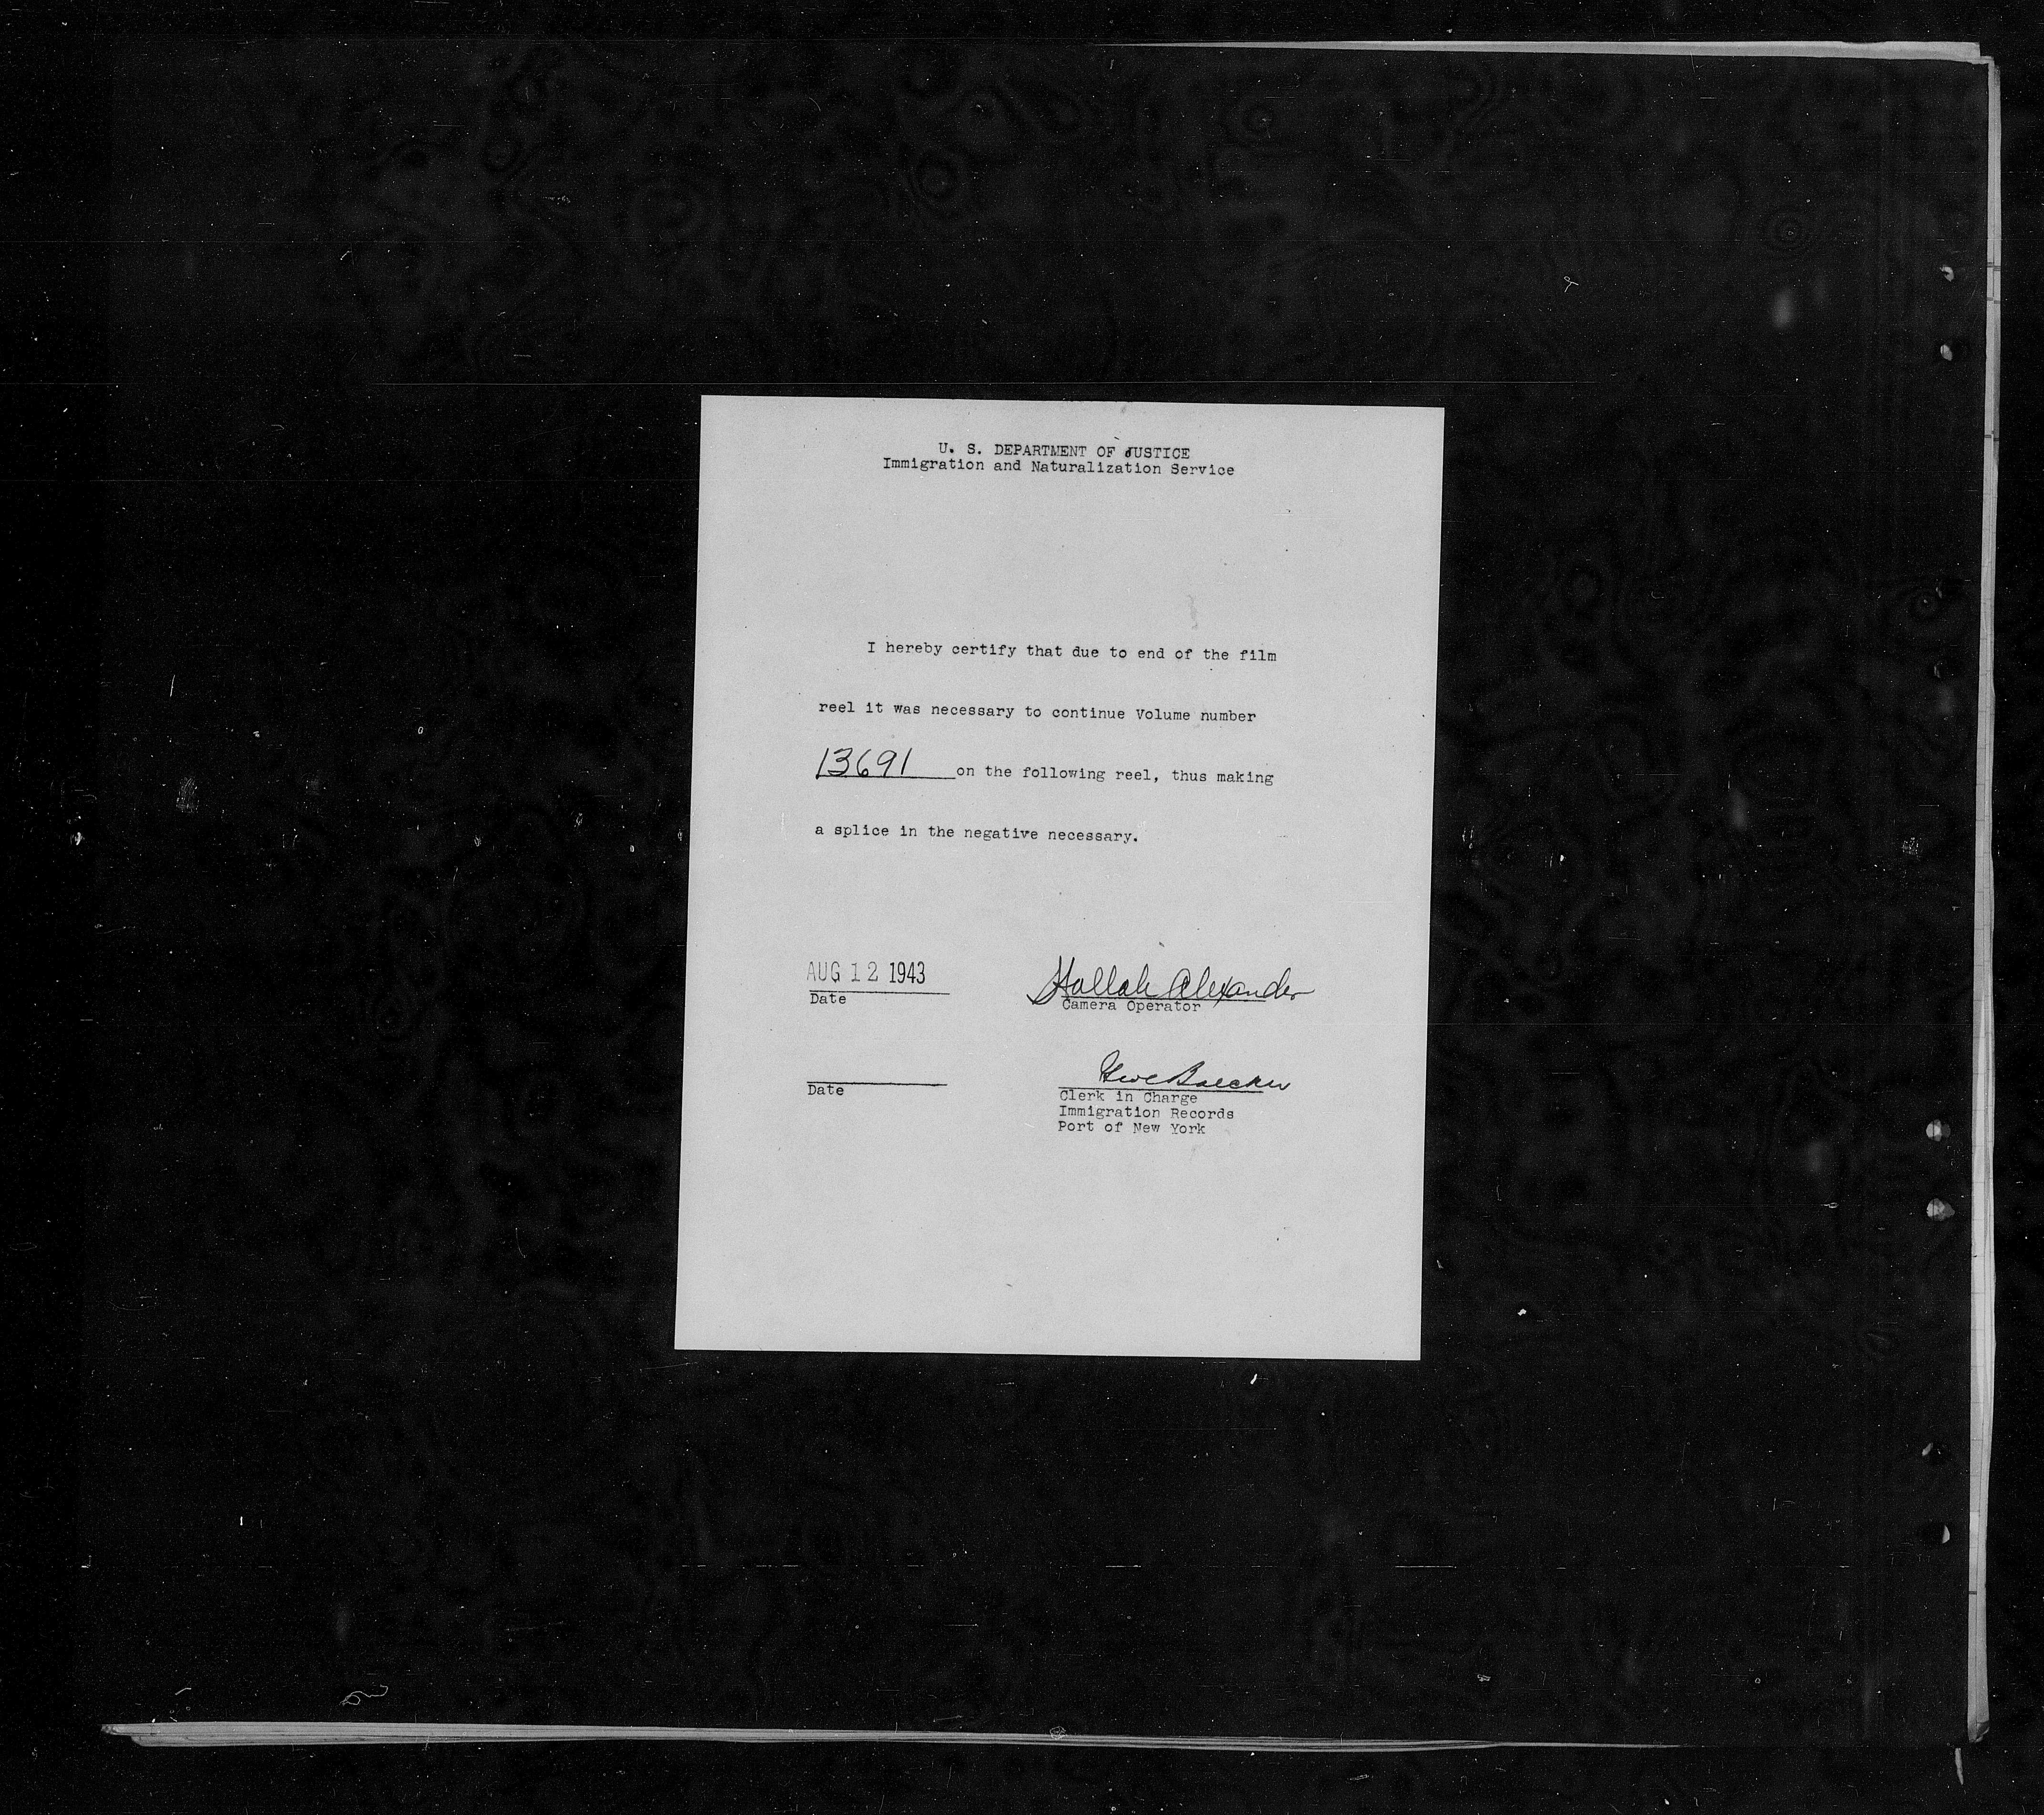 U. S. DEPARTMENT OF JUSTICE
Immigration and Naturalization Service
I hereby certify that due to end of the film
reel it was necessary to continue Volume number
13691 on the following reel, thus making
a splice in the negative necessary.
AUG 12 1943
Date
Hallah Alexander
Camera Operator
Date
Clerk in Charge
Immigration Records
Port of New York